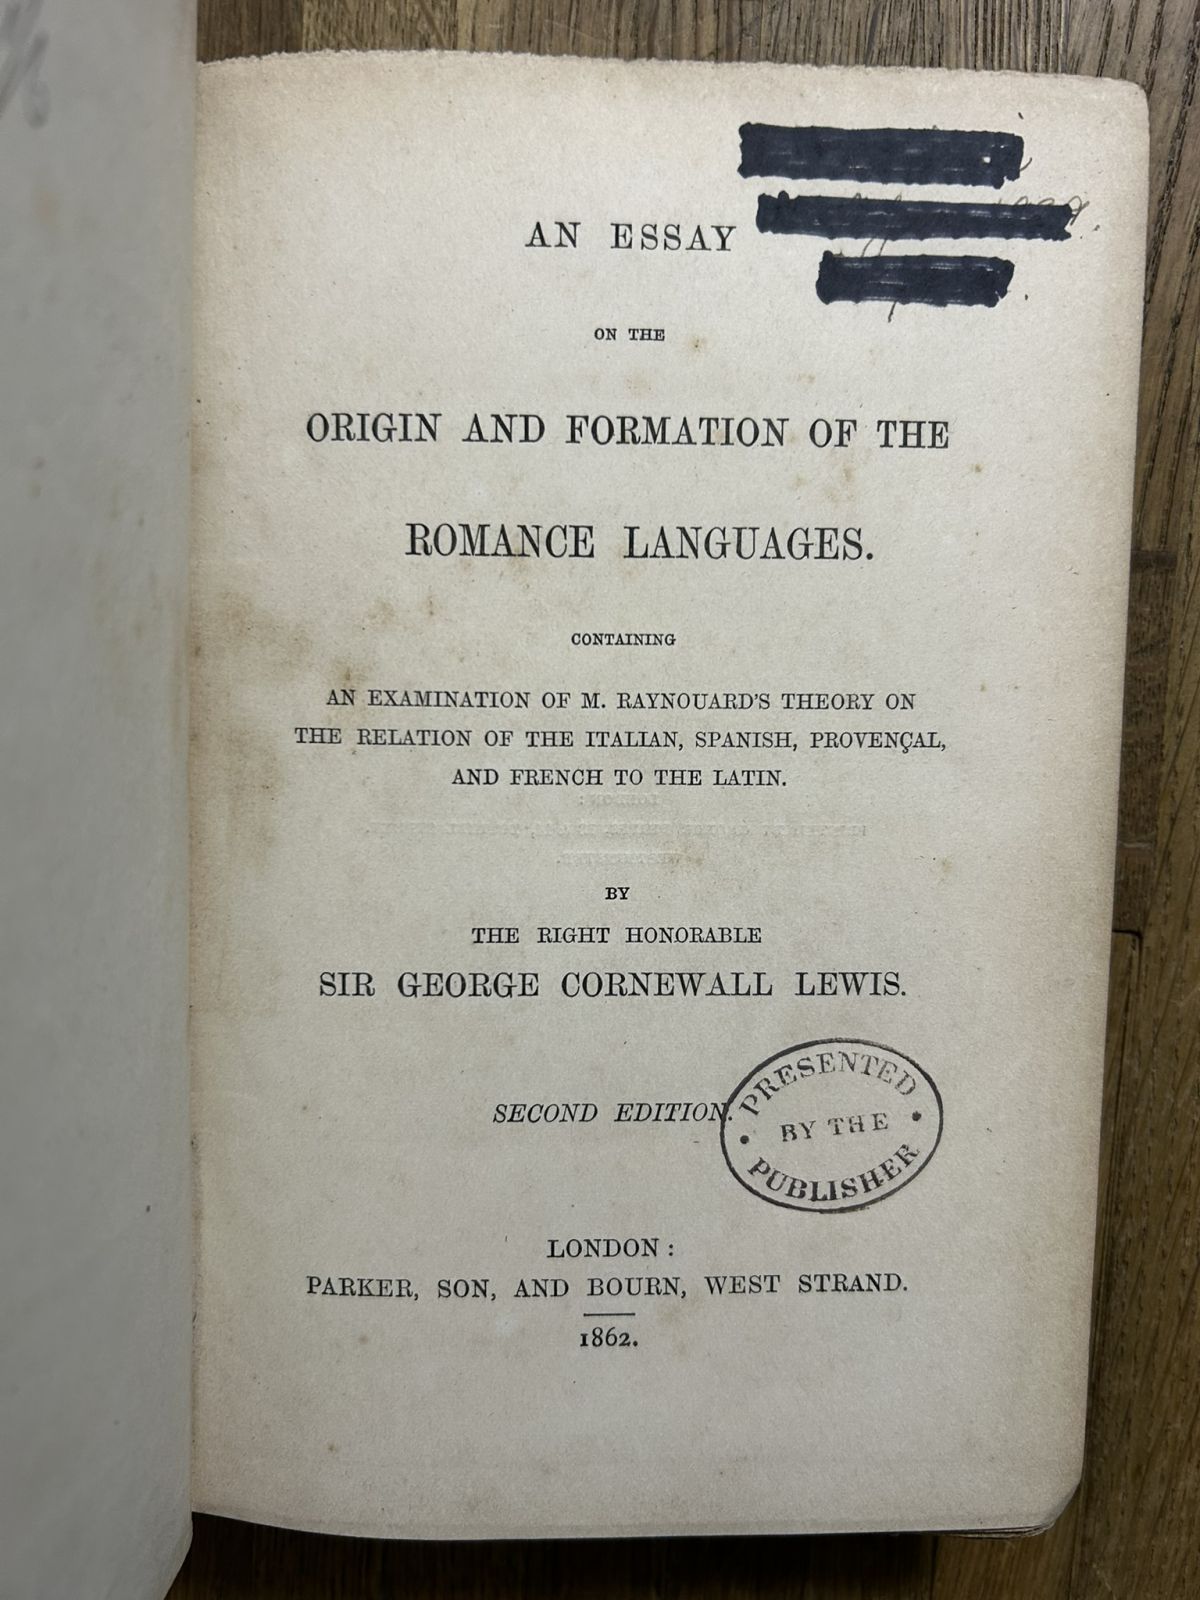 AN ESSAY
ON THE
ORIGIN AND FORMATION OF THE
ROMANCE LANGUAGES.
CONTAINING
AN EXAMINATION OF M. RAYNOUARD'S THEORY ON
THE RELATION OF THE ITALIAN, SPANISH, PROVENÇAL,
AND FRENCH TO THE LATIN.
BY
THE RIGHT HONORABLE
SIR GEORGE CORNEWALL LEWIS.
SECOND EDITION.
PRESENTED
BY THE
PUBLISHER
LONDON:
PARKER, SON, AND BOURN, WEST STRAND.
1862.